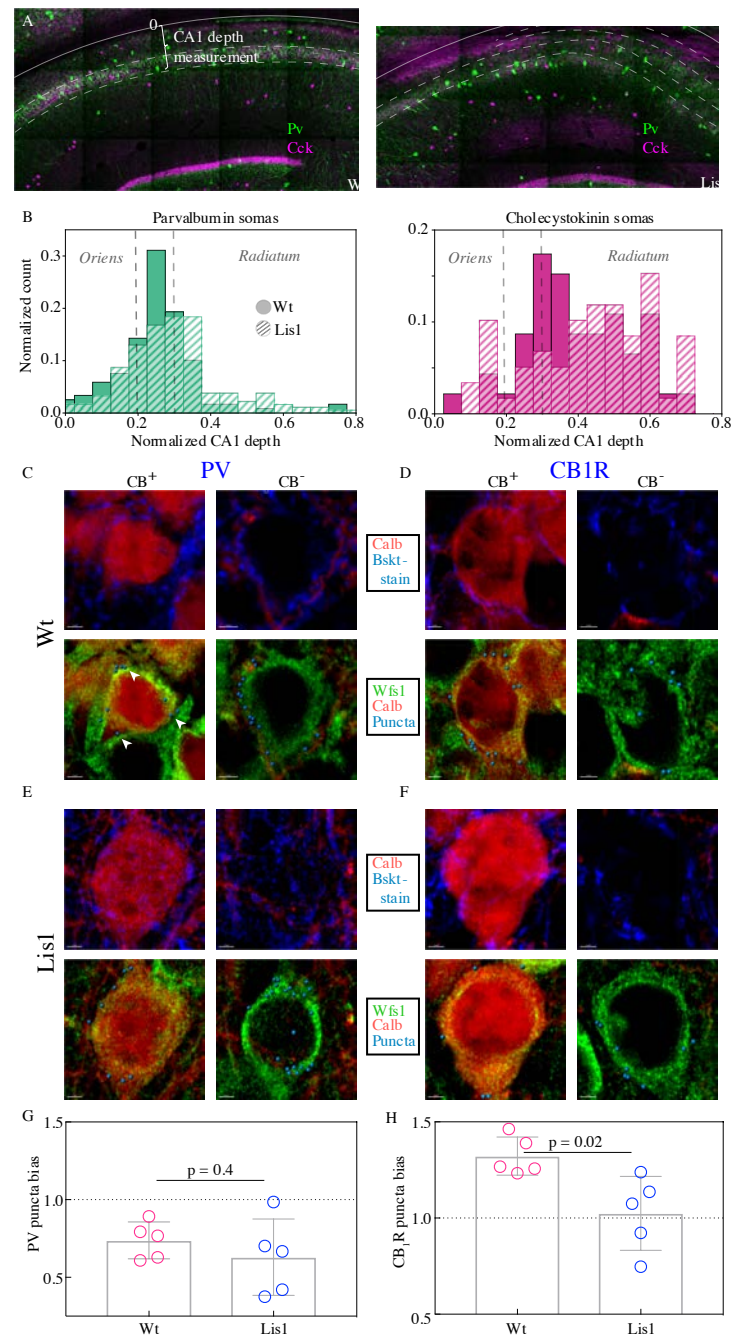 A
0
CA1 depth
measurement
Pv
Cck
W
Pv
Cck
Lis
B
Parvalbumin somas
Oriens
Radiatum
Wt
Lis1
Normalized count
0.3
0.2
0.1
0.0
0.0 0.2 0.4 0.6 0.8
Normalized CA1 depth
Cholecystokinin somas
Oriens
Radiatum
0.2
0.1
0.0
0.0 0.2 0.4 0.6 0.8
Normalized CA1 depth
C
PV
CB+
CB-
D
CB1R
CB+
CB-
Wt
Calb
Bskt-
stain
Wfs1
Calb
Puncta
E
F
Lis1
Calb
Bskt-
stain
Wfs1
Calb
Puncta
G
1.5
1.0
0.5
PV puncta bias
p = 0.4
Wt
Lis1
H
1.5
1.0
0.5
CB1R puncta bias
p = 0.02
Wt
Lis1